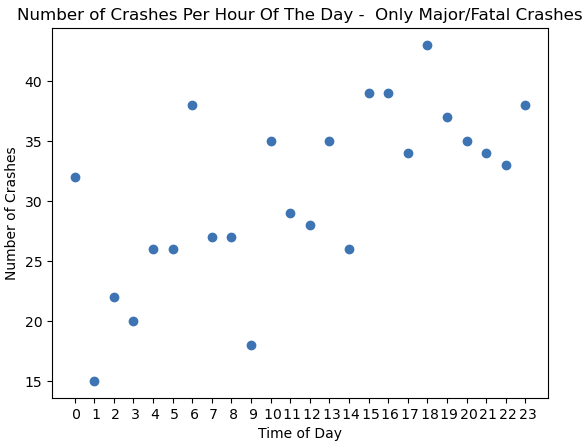 Number of Crashes Per Hour Of The Day -  Only Major/Fatal Crashes
Number of Crashes
40
35
30
25
20
15
0 1 2 3 4 5 6 7 8 9 10 11 12 13 14 15 16 17 18 19 20 21 22 23
Time of Day